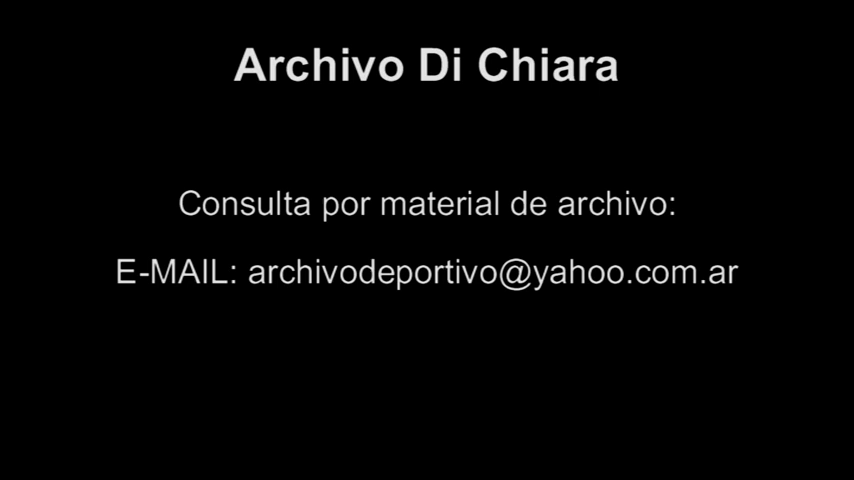 Archivo Di Chiara
Consulta por material de archivo:
E-MAIL: archivodeportivo@yahoo.com.ar